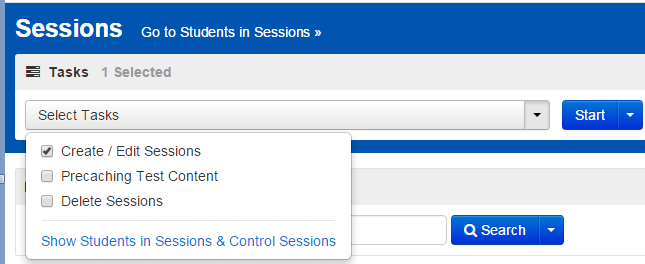 Sessions Go to Students in Sessions »
Tasks 1 Selected
Select Tasks Start
Create / Edit Sessions
Precaching Test Content
Delete Sessions
Search
Show Students in Sessions & Control Sessions